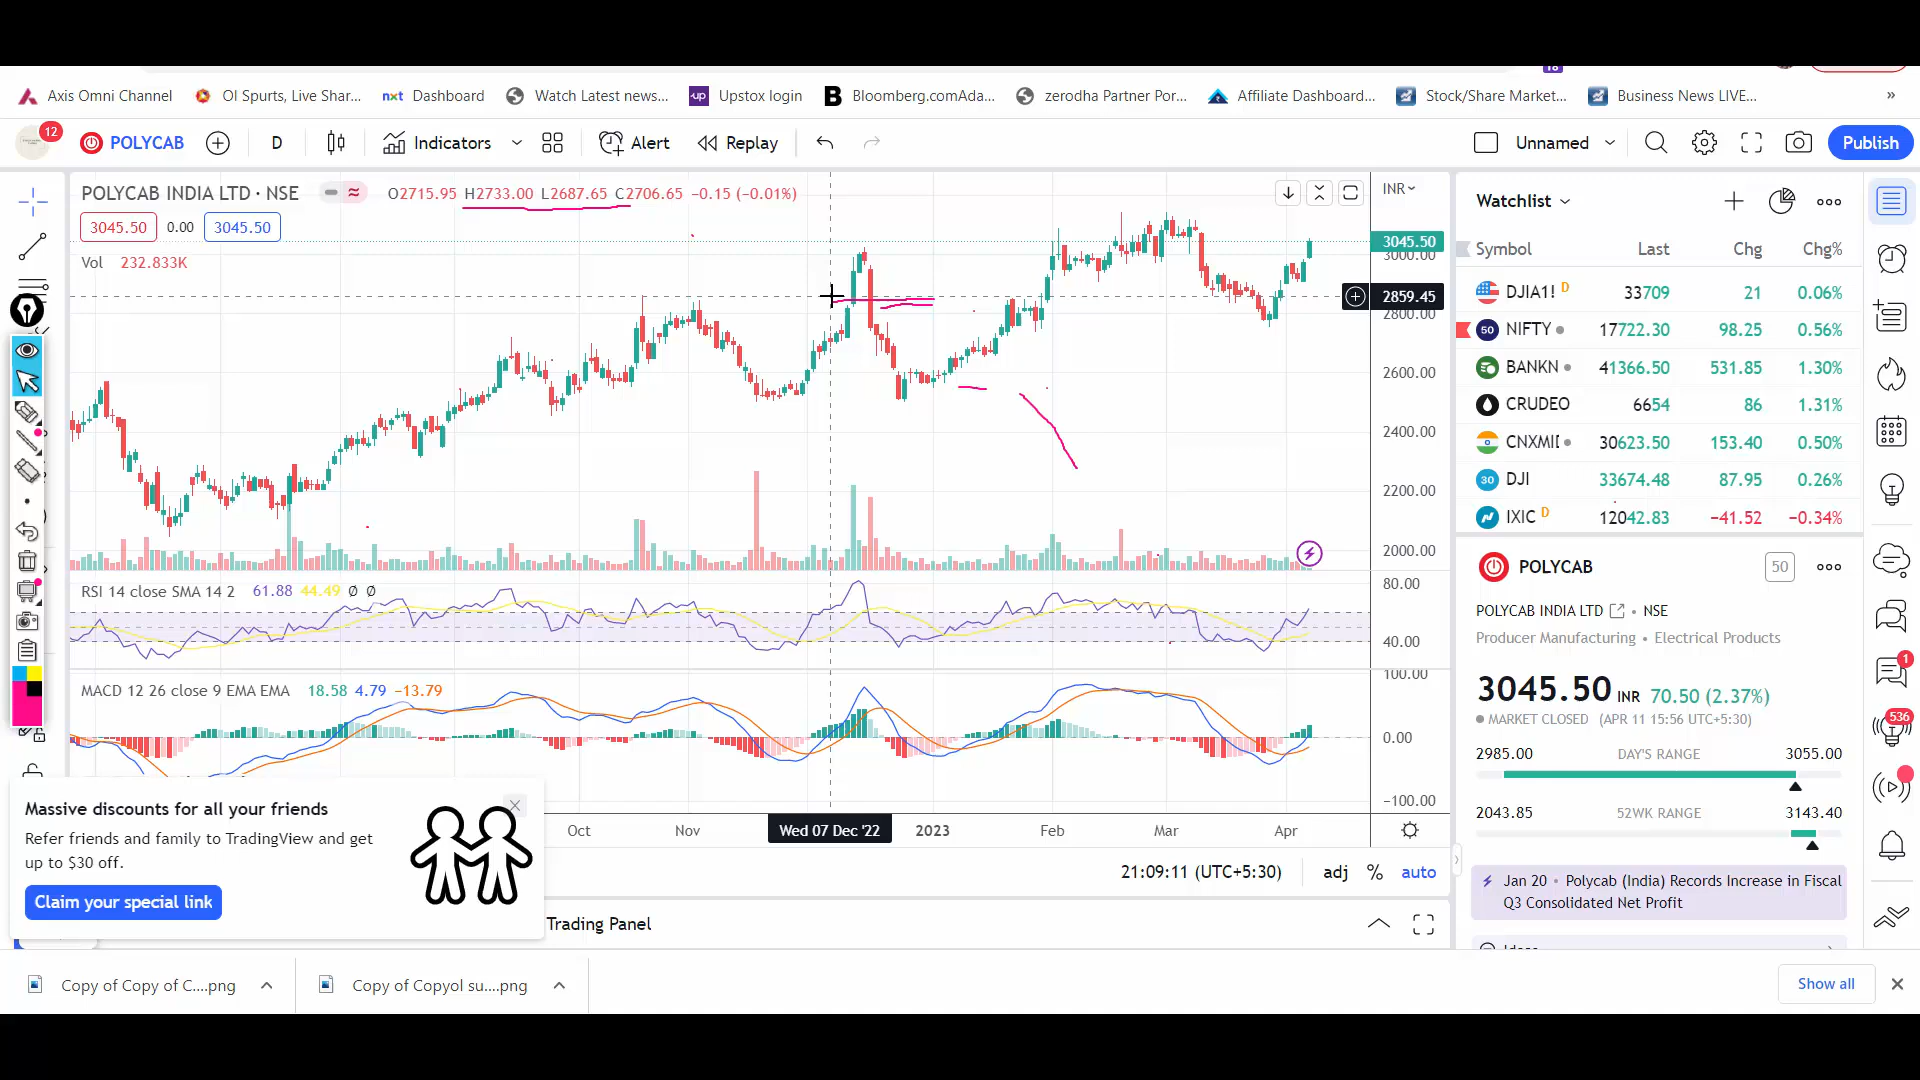 Axis Omni Channel OI Spurts, Live Shar... nxt Dashboard Watch Latest news... up Upstox login B Bloomberg.comAda... zerodha Partner Por... Affiliate Dashboard... Stock/Share Market... Business News LIVE... »
12 POLYCAB D Indicators Alert Replay Unnamed Publish
POLYCAB INDIA LTD · NSE O2715.95 H2733.00 L2687.65 C2706.65 −0.15 (−0.01%) INR
3045.50 0.00 3045.50
Vol 232.833K
3045.50
3000.00
2859.45
2800.00
2600.00
2400.00
2200.00
2000.00
RSI 14 close SMA 14 2 61.88 44.49 Ø Ø
80.00
40.00
MACD 12 26 close 9 EMA EMA 18.58 4.79 −13.79
100.00
0.00
−100.00
Oct Nov Wed 07 Dec '22 2023 Feb Mar Apr
21:09:11 (UTC+5:30) adj % auto
Trading Panel
Massive discounts for all your friends
Refer friends and family to TradingView and get
up to $30 off.
Claim your special link
Watchlist
Symbol Last Chg Chg%
DJIA1! D 33709 21 0.06%
50 NIFTY 17722.30 98.25 0.56%
BANKN 41366.50 531.85 1.30%
CRUDEO 6654 86 1.31%
CNXMI 30623.50 153.40 0.50%
30 DJI 33674.48 87.95 0.26%
IXIC D 12042.83 −41.52 −0.34%
POLYCAB 50
POLYCAB INDIA LTD • NSE
Producer Manufacturing • Electrical Products
3045.50 INR 70.50 (2.37%)
MARKET CLOSED (APR 11 15:56 UTC+5:30)
2985.00 DAY'S RANGE 3055.00
2043.85 52WK RANGE 3143.40
Jan 20 • Polycab (India) Records Increase in Fiscal
Q3 Consolidated Net Profit
1
536
Copy of Copy of C....png Copy of Copyol su....png Show all